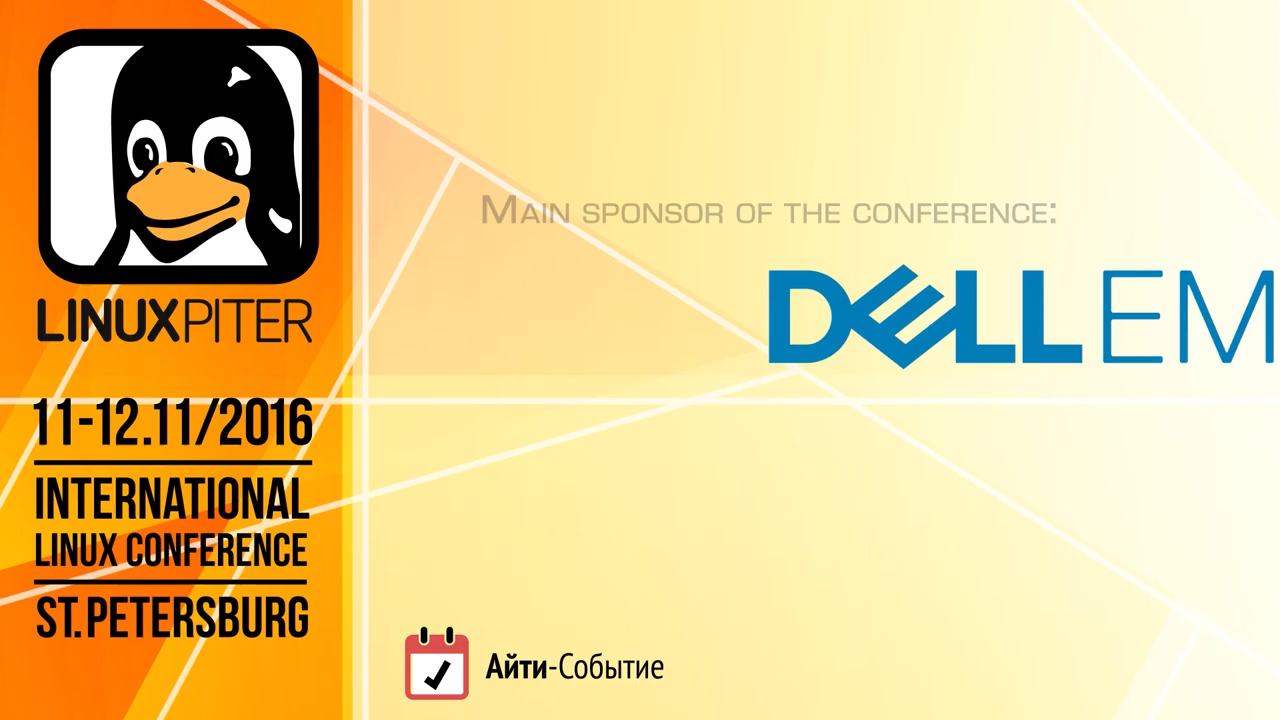 LINUXPITER
11-12.11/2016
INTERNATIONAL
LINUX CONFERENCE
ST.PETERSBURG
MAIN SPONSOR OF THE CONFERENCE:
DELL EM
Айти-Событие